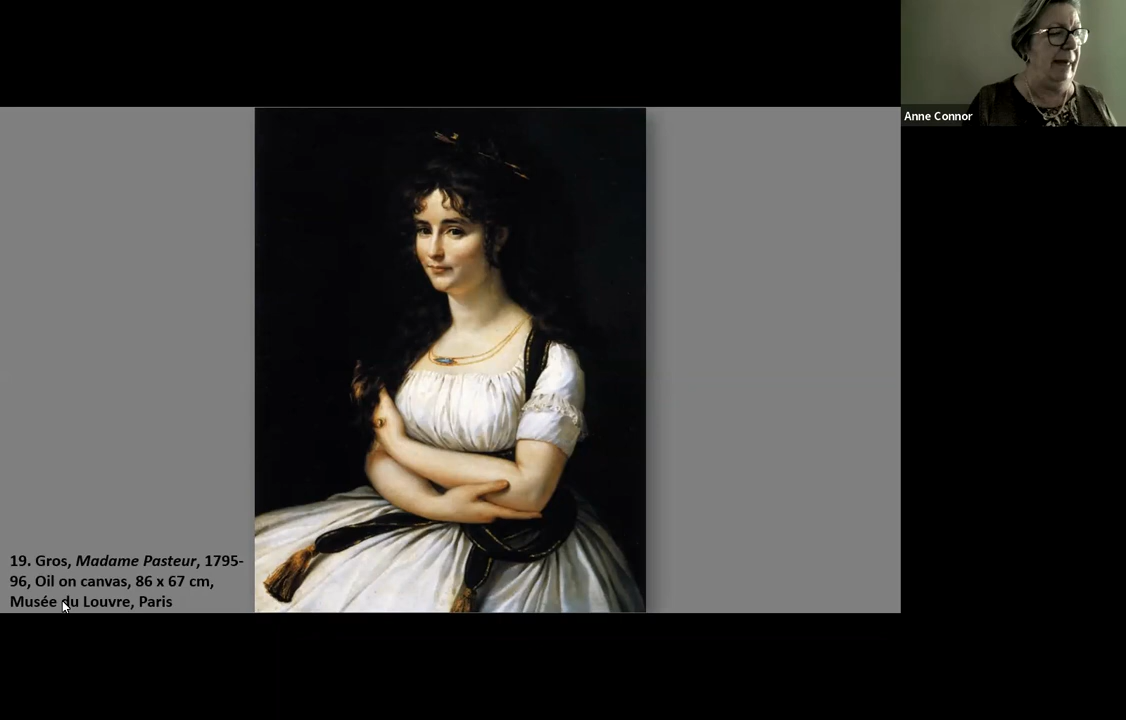 Anne Connor
19. Gros, Madame Pasteur, 1795-
96, Oil on canvas, 86 x 67 cm,
Musée du Louvre, Paris